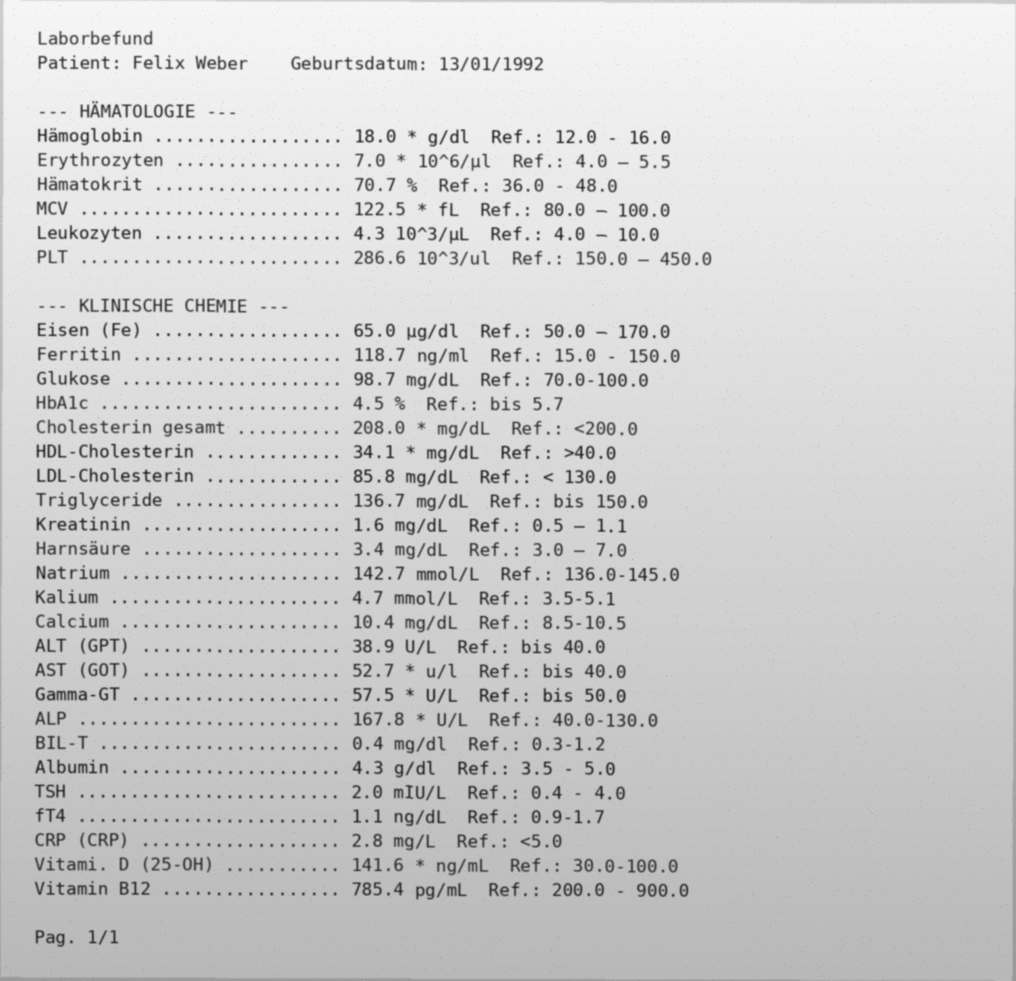 Laborbefund
Patient: Felix Weber    Geburtsdatum: 13/01/1992

--- HÄMATOLOGIE ---
Hämoglobin .................. 18.0 * g/dl  Ref.: 12.0 - 16.0
Erythrozyten ................ 7.0 * 10^6/µl  Ref.: 4.0 – 5.5
Hämatokrit .................. 70.7 %  Ref.: 36.0 - 48.0
MCV ......................... 122.5 * fL  Ref.: 80.0 – 100.0
Leukozyten .................. 4.3 10^3/µL  Ref.: 4.0 – 10.0
PLT ......................... 286.6 10^3/ul  Ref.: 150.0 – 450.0

--- KLINISCHE CHEMIE ---
Eisen (Fe) .................. 65.0 µg/dl  Ref.: 50.0 – 170.0
Ferritin .................... 118.7 ng/ml  Ref.: 15.0 - 150.0
Glukose ..................... 98.7 mg/dL  Ref.: 70.0-100.0
HbA1c ....................... 4.5 %  Ref.: bis 5.7
Cholesterin gesamt .......... 208.0 * mg/dL  Ref.: <200.0
HDL-Cholesterin ............. 34.1 * mg/dL  Ref.: >40.0
LDL-Cholesterin ............. 85.8 mg/dL  Ref.: < 130.0
Triglyceride ................ 136.7 mg/dL  Ref.: bis 150.0
Kreatinin ................... 1.6 mg/dL  Ref.: 0.5 – 1.1
Harnsäure ................... 3.4 mg/dL  Ref.: 3.0 – 7.0
Natrium ..................... 142.7 mmol/L  Ref.: 136.0-145.0
Kalium ...................... 4.7 mmol/L  Ref.: 3.5-5.1
Calcium ..................... 10.4 mg/dL  Ref.: 8.5-10.5
ALT (GPT) ................... 38.9 U/L  Ref.: bis 40.0
AST (GOT) ................... 52.7 * u/l  Ref.: bis 40.0
Gamma-GT .................... 57.5 * U/L  Ref.: bis 50.0
ALP ......................... 167.8 * U/L  Ref.: 40.0-130.0
BIL-T ....................... 0.4 mg/dl  Ref.: 0.3-1.2
Albumin ..................... 4.3 g/dl  Ref.: 3.5 - 5.0
TSH ......................... 2.0 mIU/L  Ref.: 0.4 - 4.0
fT4 ......................... 1.1 ng/dL  Ref.: 0.9-1.7
CRP (CRP) ................... 2.8 mg/L  Ref.: <5.0
Vitami. D (25-OH) ........... 141.6 * ng/mL  Ref.: 30.0-100.0
Vitamin B12 ................. 785.4 pg/mL  Ref.: 200.0 - 900.0

Pag. 1/1